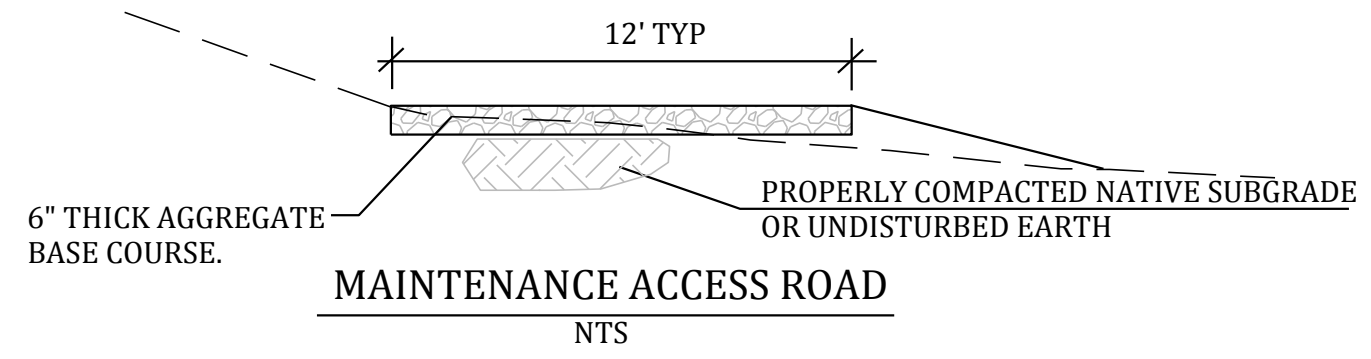 12' TYP
6" THICK AGGREGATE
BASE COURSE.
PROPERLY COMPACTED NATIVE SUBGRADE
OR UNDISTURBED EARTH
MAINTENANCE ACCESS ROAD
NTS